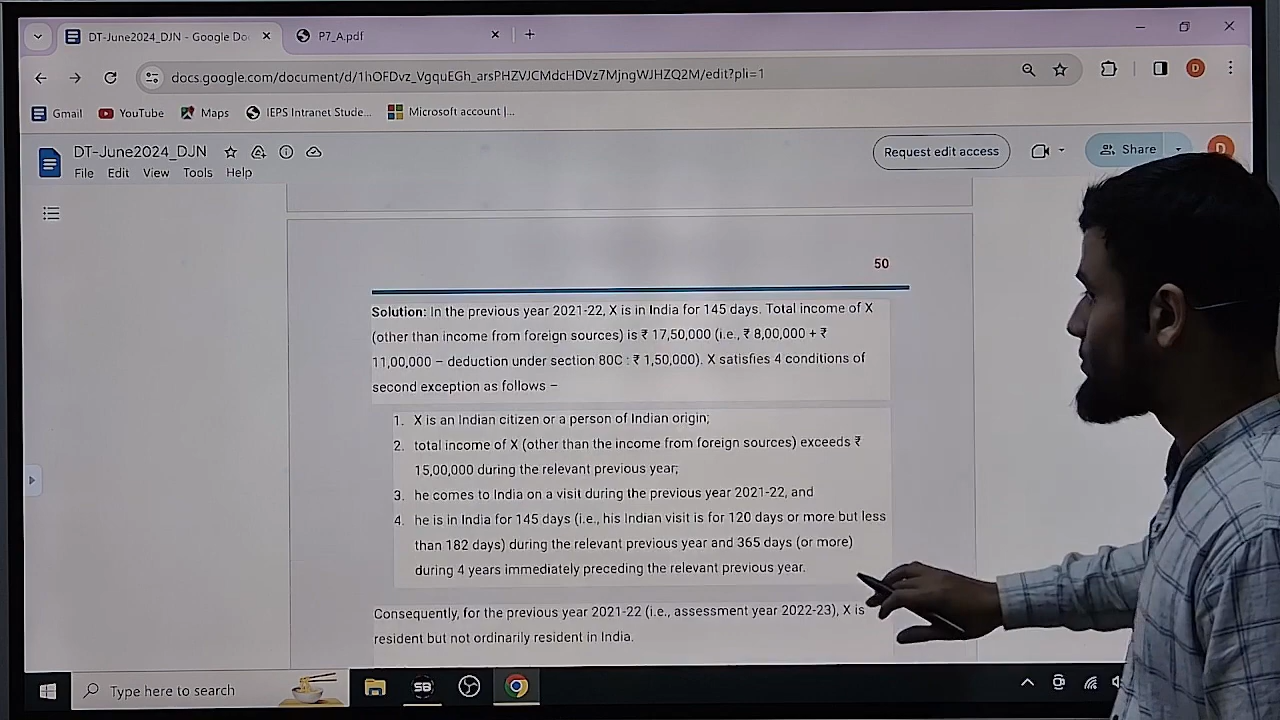 DT-June2024_DJN - Google Do
P7_A.pdf
docs.google.com/document/d/1hOFDvz_VgquEGh_arsPHZVJCMdcHDVz7MjngWJHZQ2M/edit?pli=1
D
Gmail
YouTube
Maps
IEPS Intranet Stude...
Microsoft account |...
DT-June2024_DJN
Request edit access
Share
D
File Edit View Tools Help
50
Solution: In the previous year 2021-22, X is in India for 145 days. Total income of X
(other than income from foreign sources) is ₹ 17,50,000 (i.e., ₹ 8,00,000 + ₹
11,00,000 – deduction under section 80C : ₹ 1,50,000). X satisfies 4 conditions of
second exception as follows –
1. X is an Indian citizen or a person of Indian origin;
2. total income of X (other than the income from foreign sources) exceeds ₹
15,00,000 during the relevant previous year;
3. he comes to India on a visit during the previous year 2021-22, and
4. he is in India for 145 days (i.e., his Indian visit is for 120 days or more but less
than 182 days) during the relevant previous year and 365 days (or more)
during 4 years immediately preceding the relevant previous year.
Consequently, for the previous year 2021-22 (i.e., assessment year 2022-23), X is
resident but not ordinarily resident in India.
Type here to search
SB